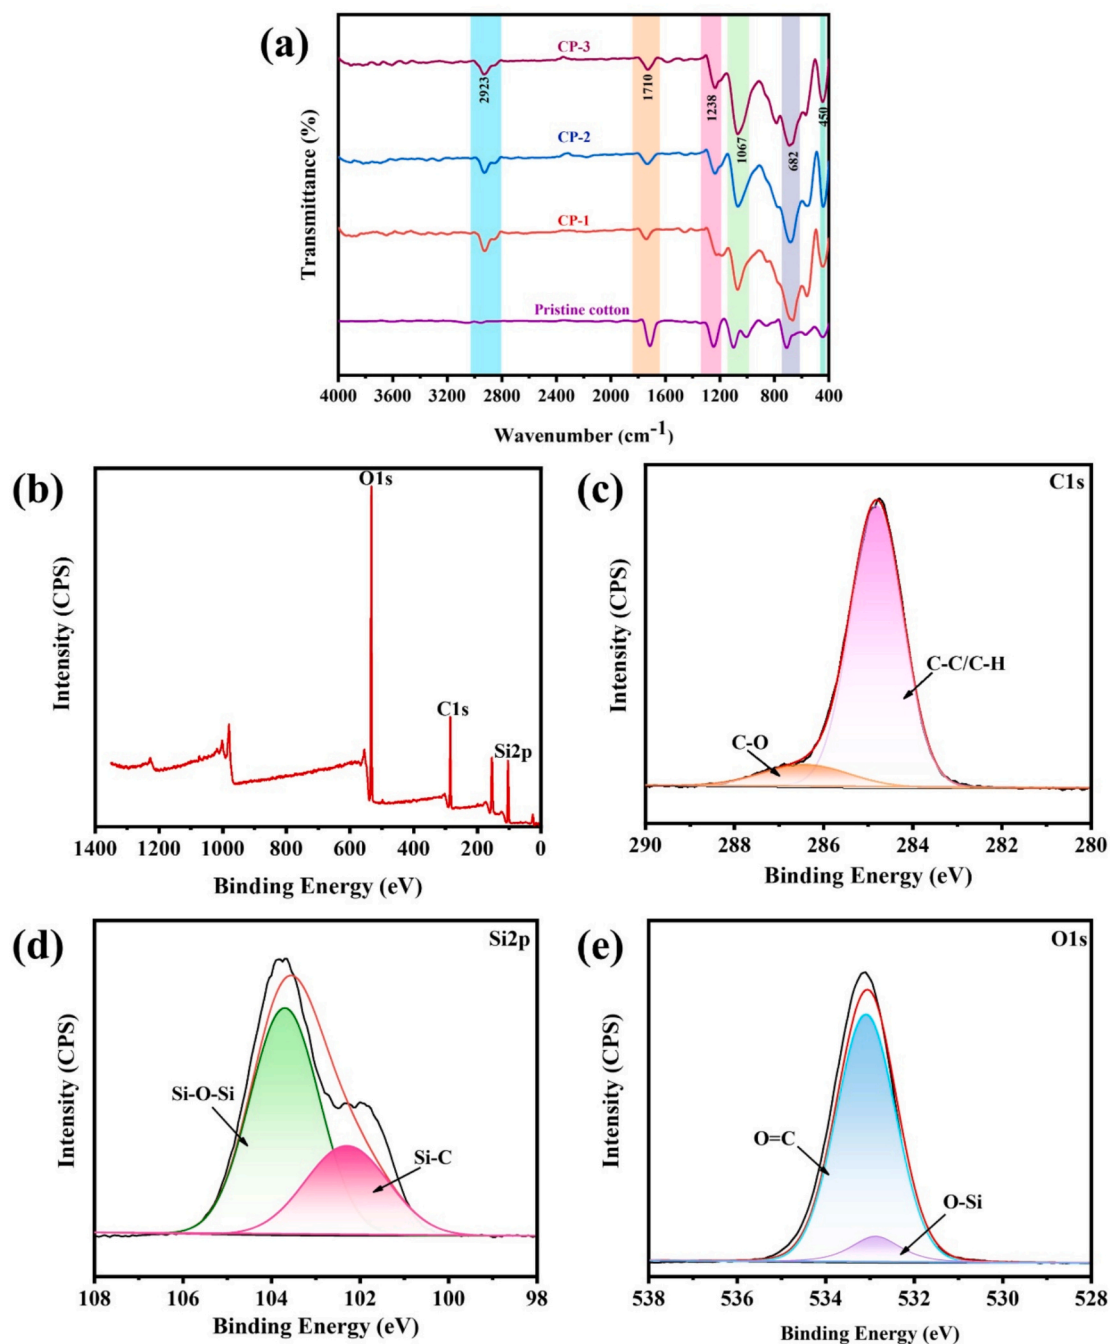 (a)
CP-3
2923
1710
1238
1067
682
450
CP-2
CP-1
Pristine cotton
Transmittance (%)
4000 3600 3200 2800 2400 2000 1600 1200 800 400
Wavenumber (cm-1)
(b)
O1s
C1s
Si2p
Intensity (CPS)
1400 1200 1000 800 600 400 200 0
Binding Energy (eV)
(c)
C1s
C-C/C-H
C-O
Intensity (CPS)
290 288 286 284 282 280
Binding Energy (eV)
(d)
Si2p
Si-O-Si
Si-C
Intensity (CPS)
108 106 104 102 100 98
Binding Energy (eV)
(e)
O1s
O=C
O-Si
Intensity (CPS)
538 536 534 532 530 528
Binding Energy (eV)